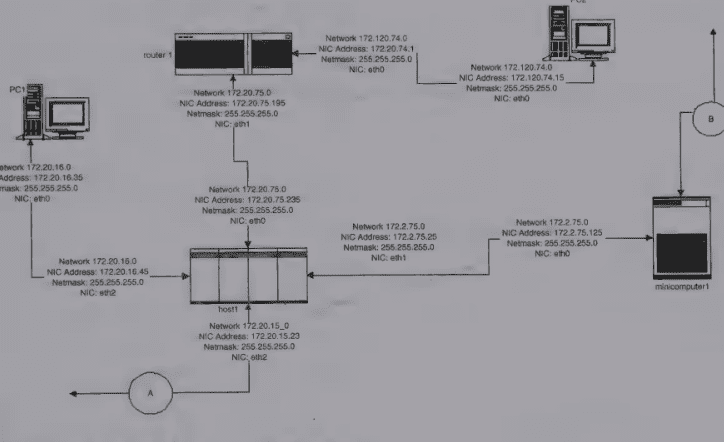 PC2
router 1
Network 172.120.74.0
NIC Address: 172.20.74.1
Netmask: 255.255.255.0
NIC: eth0
Network 172.120.74.0
NIC Address: 172.120.74.15
Netmask: 255.255.255.0
NIC: eth0
PC1
Network 172.20.75.0
NIC Address: 172.20.75.195
Netmask: 255.255.255.0
NIC: eth1
B
etwork 172.20.16.0
Address: 172.20.16.35
mask: 255.255.255.0
NIC: eth0
Network 172.20.75.0
NIC Address: 172.20.75.235
Netmask: 255.255.255.0
NIC: eth0
Network 172.2.75.0
NIC Address: 172.2.75.25
Netmask: 255.255.255.0
NIC: eth1
Network 172.2.75.0
NIC Address: 172.2.75.125
Netmask: 255.255.255.0
NIC: eth0
Network 172.20.16.0
NIC Address: 172.20.16.45
Netmask: 255.255.255.0
NIC: eth2
minicomputer1
host1
Network 172.20.15_0
NIC Address: 172.20.15.23
Netmask: 255.255.255.0
NIC: eth2
A